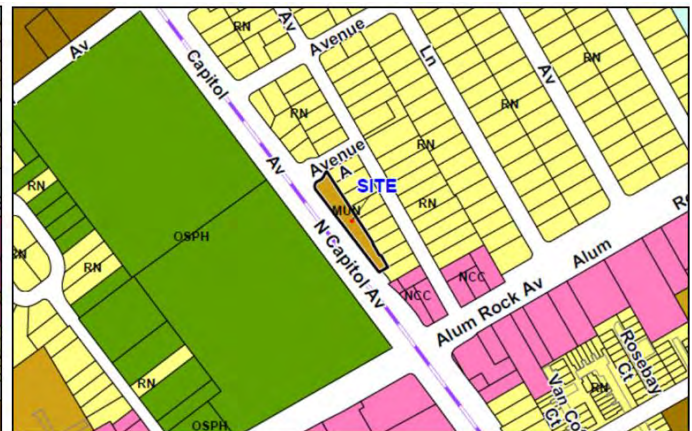 Av
Capitol
Av
RN
Av
Avenue
Ln
Av
RN
RN
RN
RN
RN
Avenue
A
SITE
MUN
RN
RN
OSPH
N Capitol Av
RN
NCC
NCC
Alum
Alum Rock Av
RN
OSPH
Van Co
Ct
RN
Rosebay
Ct